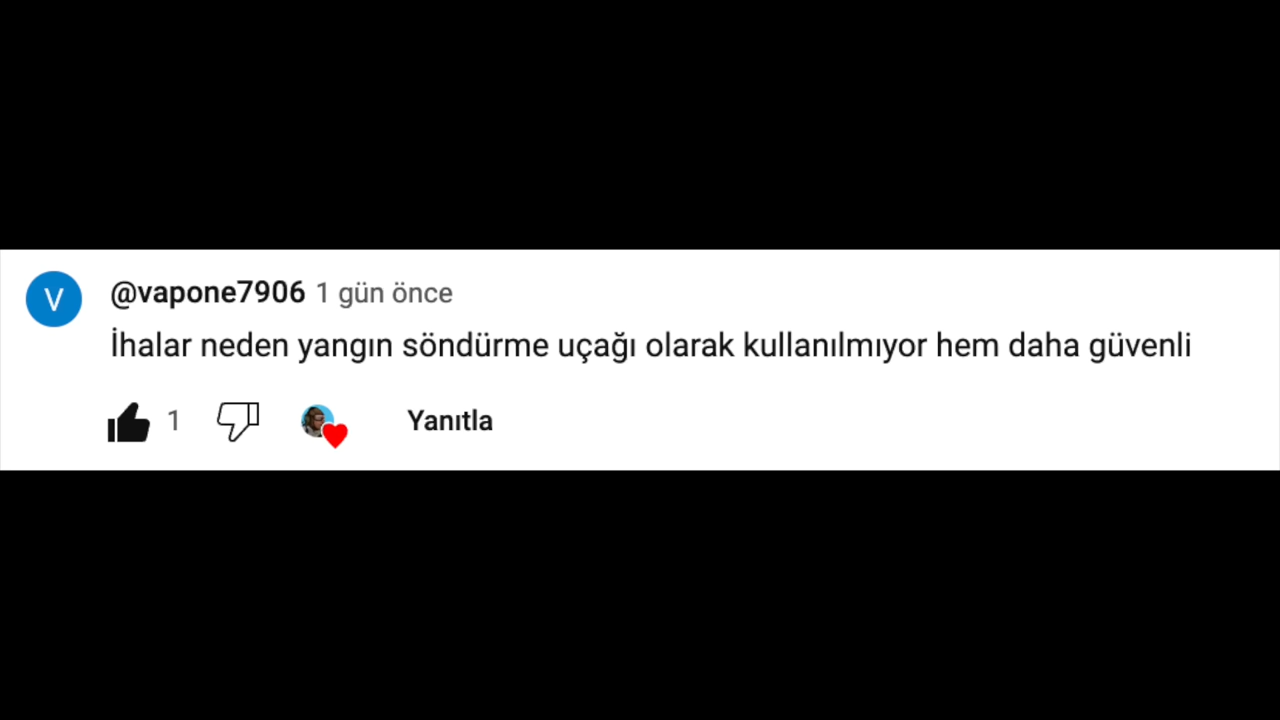 V
@vapone7906 1 gün önce
İhalar neden yangın söndürme uçağı olarak kullanılmıyor hem daha güvenli
1
Yanıtla